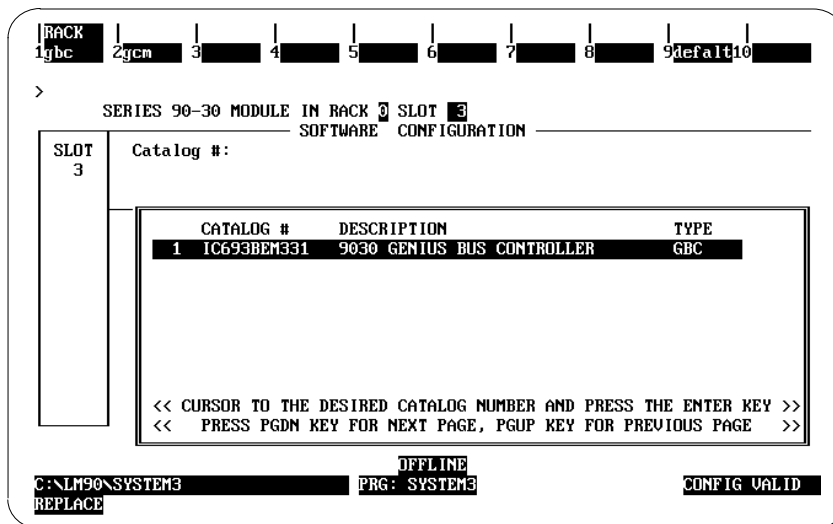 RACK
1gbc 2gcm 3 4 5 6 7 8 9defalt10
>
SERIES 90-30 MODULE IN RACK 0 SLOT 3
SOFTWARE CONFIGURATION
SLOT Catalog #:
3
CATALOG # DESCRIPTION TYPE
1 IC693BEM331 9030 GENIUS BUS CONTROLLER GBC
<< CURSOR TO THE DESIRED CATALOG NUMBER AND PRESS THE ENTER KEY >>
<< PRESS PGDN KEY FOR NEXT PAGE, PGUP KEY FOR PREVIOUS PAGE >>
OFFLINE
C:\LM90\SYSTEM3 PRG: SYSTEM3 CONFIG VALID
REPLACE